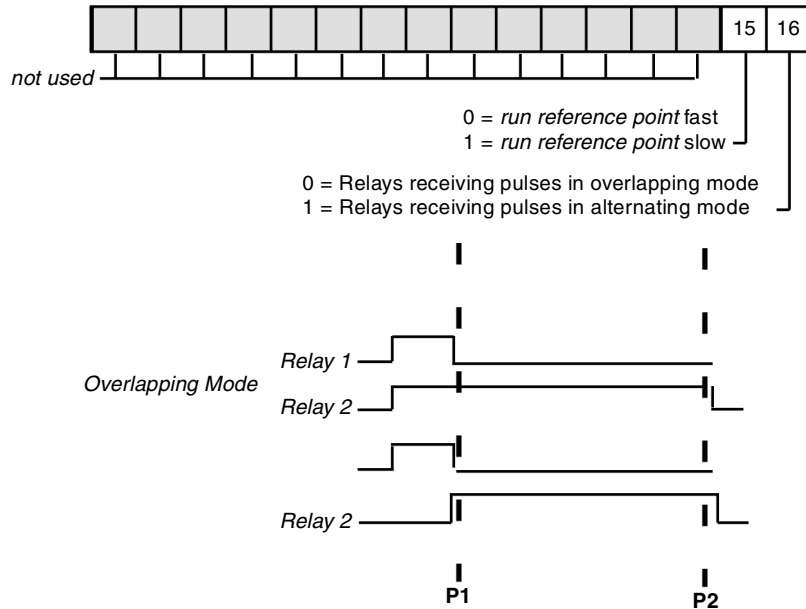 15 16
not used
0 = run reference point fast
1 = run reference point slow
0 = Relays receiving pulses in overlapping mode
1 = Relays receiving pulses in alternating mode
Relay 1
Overlapping Mode
Relay 2
Relay 2
P1 P2